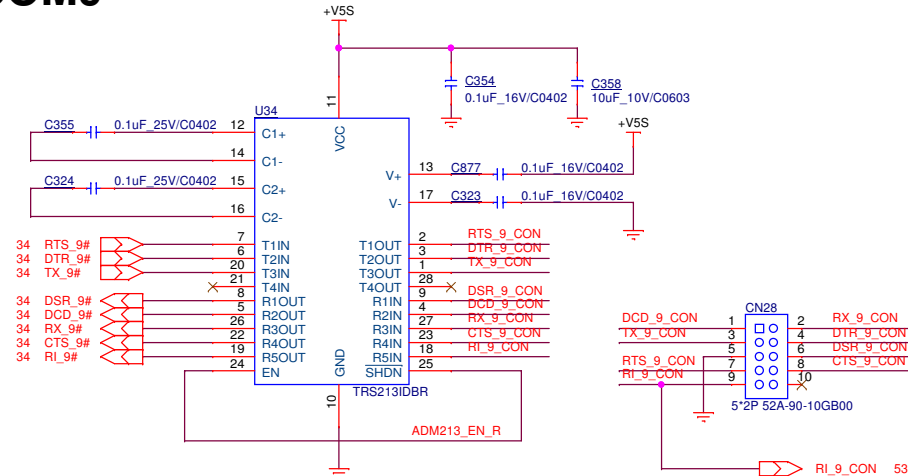 +V5S
C354
0.1uF_16V/C0402
C358
10uF_10V/C0603
+V5S
U34
11
VCC
C355
0.1uF_25V/C0402
12
C1+
14
C1-
C324
0.1uF_25V/C0402
15
C2+
16
C2-
V+
13
C877
0.1uF_16V/C0402
V-
17
C323
0.1uF_16V/C0402
34 RTS_9#
7
T1IN
T1OUT
2
RTS_9_CON
34 DTR_9#
6
T2IN
T2OUT
3
DTR_9_CON
34 TX_9#
20
T3IN
T3OUT
1
TX_9_CON
21
T4IN
T4OUT
28
34 DSR_9#
8
R1OUT
R1IN
9
DSR_9_CON
34 DCD_9#
5
R2OUT
R2IN
4
DCD_9_CON
34 RX_9#
26
R3OUT
R3IN
27
RX_9_CON
34 CTS_9#
22
R4OUT
R4IN
23
CTS_9_CON
34 RI_9#
19
R5OUT
R5IN
18
RI_9_CON
24
EN
SHDN
25
GND
10
TRS213IDBR
ADM213_EN_R
CN28
DCD_9_CON
1
2
RX_9_CON
TX_9_CON
3
4
DTR_9_CON
5
6
DSR_9_CON
RTS_9_CON
7
8
CTS_9_CON
RI_9_CON
9
10
5*2P 52A-90-10GB00
RI_9_CON 53